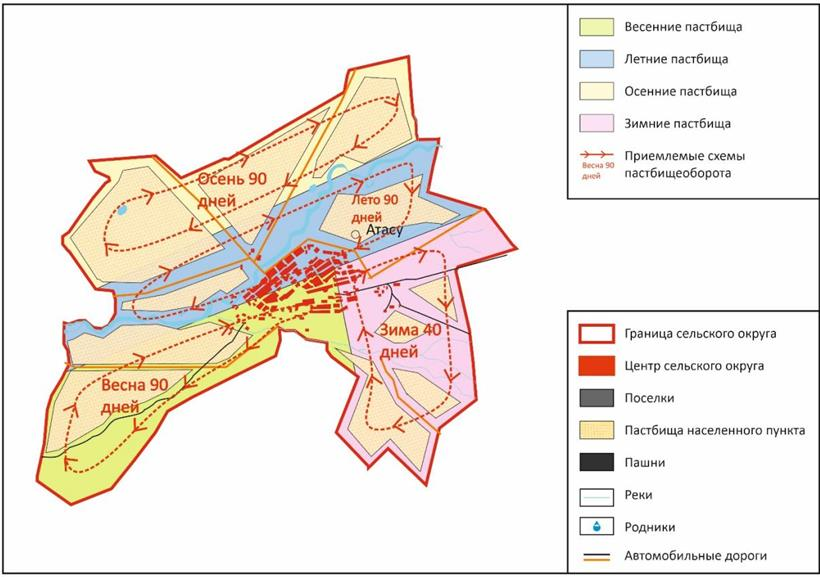 Весенние пастбища
Летние пастбища
Осенние пастбища
Зимние пастбища
Весна 90
дней
Приемлемые схемы
пастбищеоборота
Осень 90
дней
Лето 90
дней
Атасу
Зима 40
дней
Весна 90
дней
Граница сельского округа
Центр сельского округа
Поселки
Пастбища населенного пункта
Пашни
Реки
Родники
Автомобильные дороги